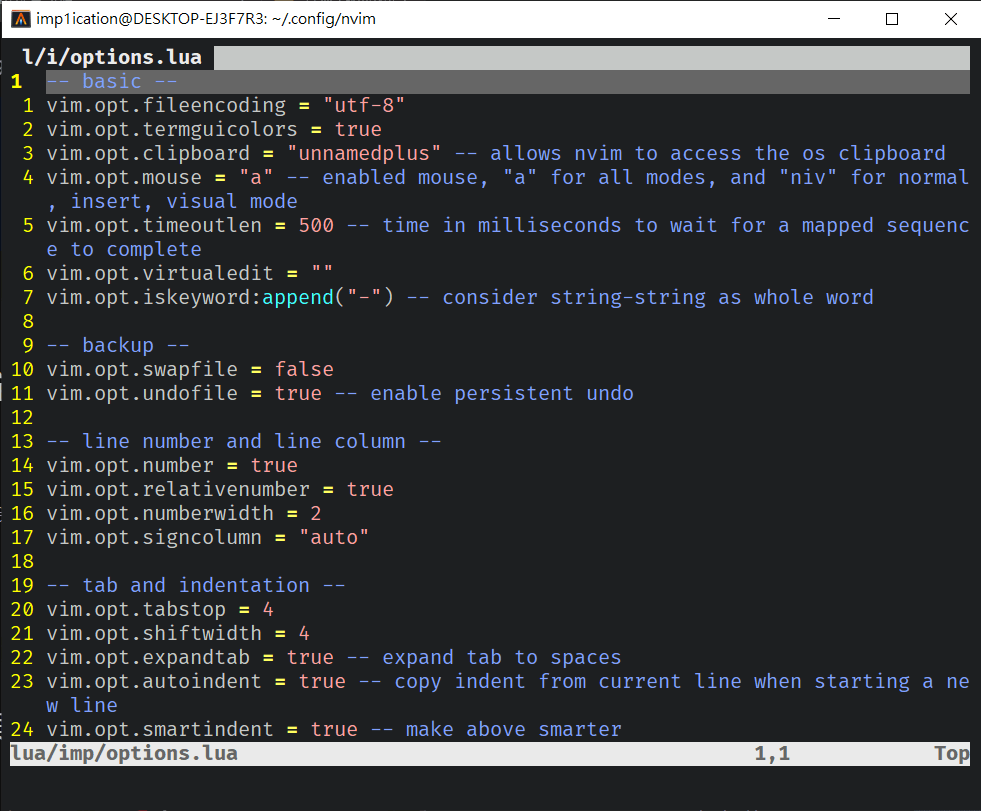 imp1ication@DESKTOP-EJ3F7R3: ~/.config/nvim
l/i/options.lua
1 -- basic --
1 vim.opt.fileencoding = "utf-8"
2 vim.opt.termguicolors = true
3 vim.opt.clipboard = "unnamedplus" -- allows nvim to access the os clipboard
4 vim.opt.mouse = "a" -- enabled mouse, "a" for all modes, and "niv" for normal
, insert, visual mode
5 vim.opt.timeoutlen = 500 -- time in milliseconds to wait for a mapped sequenc
e to complete
6 vim.opt.virtualedit = ""
7 vim.opt.iskeyword:append("-") -- consider string-string as whole word
8
9 -- backup --
10 vim.opt.swapfile = false
11 vim.opt.undofile = true -- enable persistent undo
12
13 -- line number and line column --
14 vim.opt.number = true
15 vim.opt.relativenumber = true
16 vim.opt.numberwidth = 2
17 vim.opt.signcolumn = "auto"
18
19 -- tab and indentation --
20 vim.opt.tabstop = 4
21 vim.opt.shiftwidth = 4
22 vim.opt.expandtab = true -- expand tab to spaces
23 vim.opt.autoindent = true -- copy indent from current line when starting a ne
w line
24 vim.opt.smartindent = true -- make above smarter
lua/imp/options.lua 1,1 Top